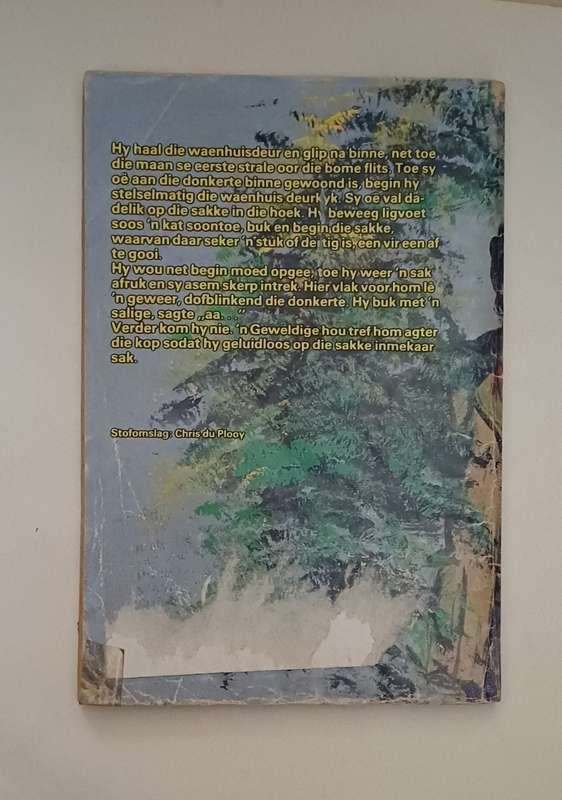 Hy haal die waenhuisdeur en glip na binne, net toe
die maan se eerste strale oor die bome flits. Toe sy
oë aan die donkerte binne gewoond is, begin hy
stelselmatig die waenhuis deurkyk. Sy oë val da-
delik op die sakke in die hoek. Hy beweeg ligvoet
soos 'n kat soontoe, buk en begin die sakke,
waarvan daar seker 'n stuk of dertig is, een vir een af
te gooi.
Hy wou net begin moed opgee, toe hy weer 'n sak
afruk en sy asem skerp intrek. Hier vlak voor hom lê
'n geweer, dofblinkend die donkerte. Hy buk met 'n
salige, sagte „aa. . .”
Verder kom hy nie. 'n Geweldige hou tref hom agter
die kop sodat hy geluidloos op die sakke inmekaar
sak.
Stofomslag: Chris du Plooy